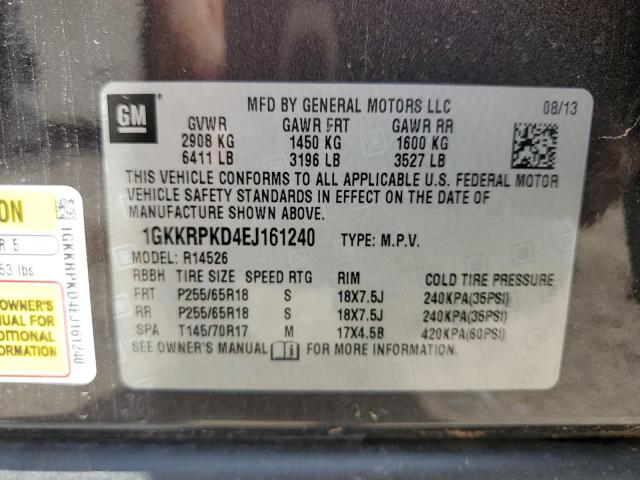 GM
MFD BY GENERAL MOTORS LLC 08/13
GVWR GAWR FRT GAWR RR
2908 KG 1450 KG 1600 KG
6411 LB 3196 LB 3527 LB
THIS VEHICLE CONFORMS TO ALL APPLICABLE U.S. FEDERAL MOTOR
VEHICLE SAFETY STANDARDS IN EFFECT ON THE DATE OF MANUFACTURE
SHOWN ABOVE.
1GKKRPKD4EJ161240 TYPE: M.P.V.
MODEL: R14526
RBBH TIRE SIZE SPEED RTG RIM COLD TIRE PRESSURE
FRT P255/65R18 S 18X7.5J 240KPA(35PSI)
RR P255/65R18 S 18X7.5J 240KPA(35PSI)
SPA T145/70R17 M 17X4.5B 420KPA(60PSI)
SEE OWNER'S MANUAL FOR MORE INFORMATION.
ON
R 5
53 lbs
OWNER'S
NUAL FOR
DITIONAL
ORMATION
1GKKRPKD4EJ161240